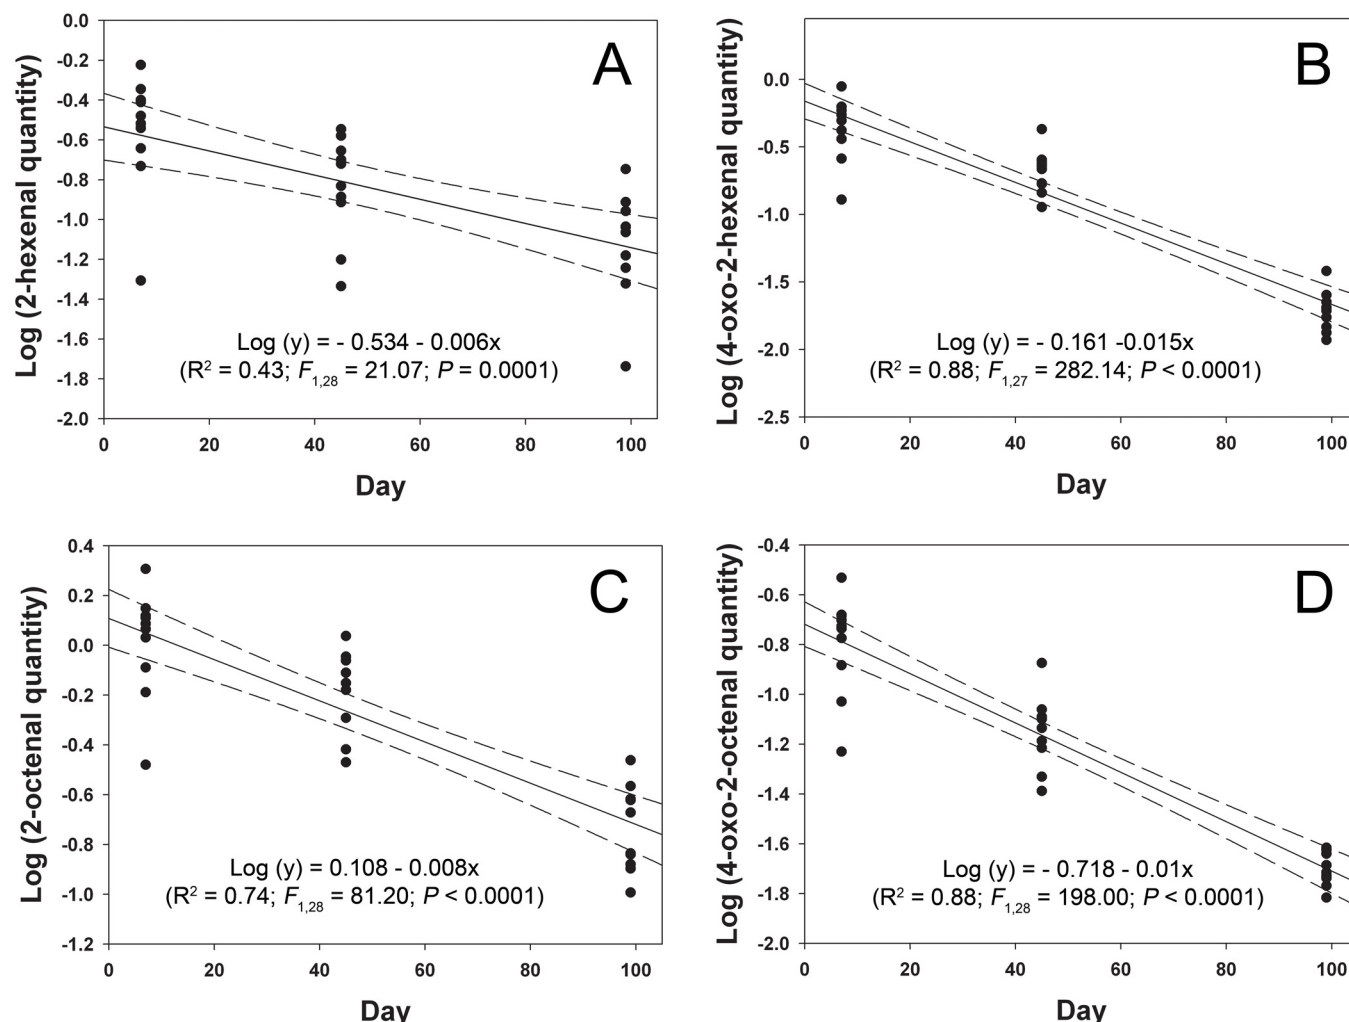 A
Log (2-hexenal quantity)
0.0
-0.2
-0.4
-0.6
-0.8
-1.0
-1.2
-1.4
-1.6
-1.8
-2.0
Log (y) = - 0.534 - 0.006x
(R² = 0.43; F1,28 = 21.07; P = 0.0001)
0 20 40 60 80 100
Day
B
Log (4-oxo-2-hexenal quantity)
0.0
-0.5
-1.0
-1.5
-2.0
-2.5
Log (y) = - 0.161 -0.015x
(R² = 0.88; F1,27 = 282.14; P < 0.0001)
0 20 40 60 80 100
Day
C
Log (2-octenal quantity)
0.4
0.2
0.0
-0.2
-0.4
-0.6
-0.8
-1.0
-1.2
Log (y) = 0.108 - 0.008x
(R² = 0.74; F1,28 = 81.20; P < 0.0001)
0 20 40 60 80 100
Day
D
Log (4-oxo-2-octenal quantity)
-0.4
-0.6
-0.8
-1.0
-1.2
-1.4
-1.6
-1.8
-2.0
Log (y) = - 0.718 - 0.01x
(R² = 0.88; F1,28 = 198.00; P < 0.0001)
0 20 40 60 80 100
Day